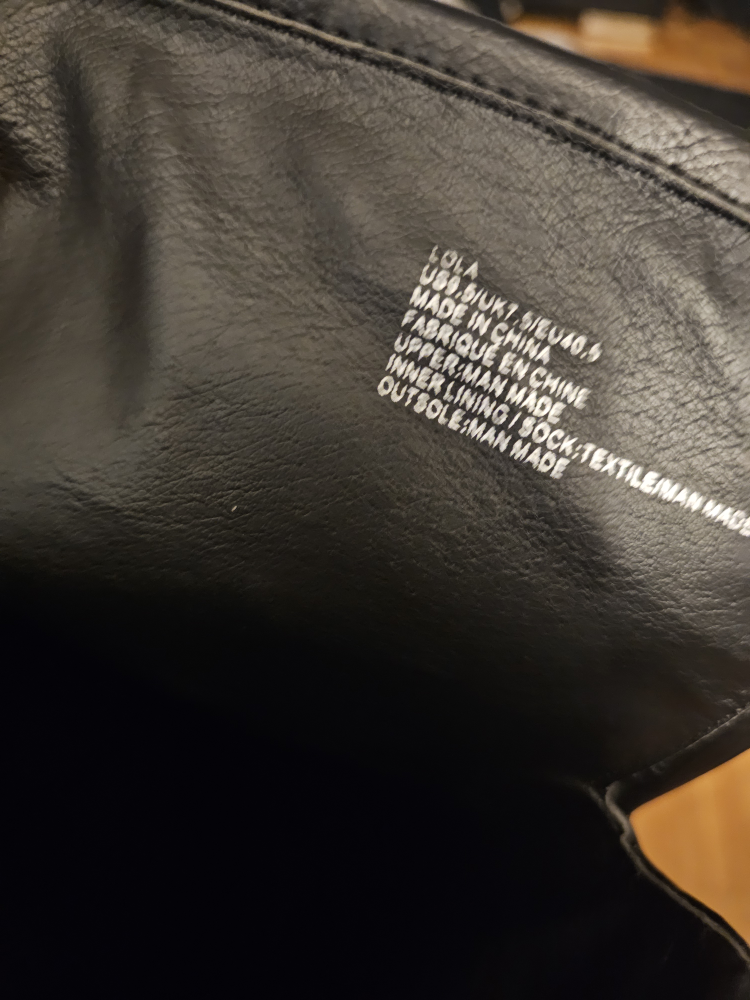 LOLA
US9.5/UK7.5/EU40.5
MADE IN CHINA
FABRIQUE EN CHINE
UPPER:MAN MADE
INNER LINING / SOCK:TEXTILE/MAN MADE
OUTSOLE:MAN MADE